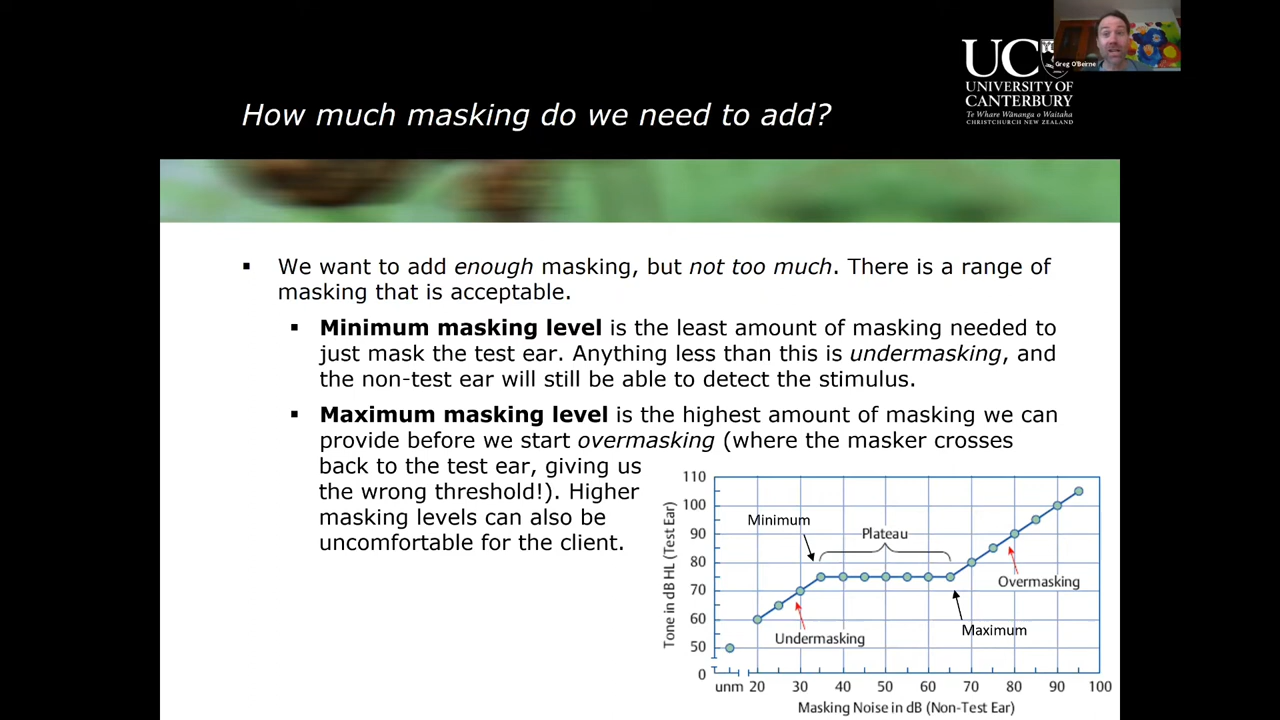 UC
UNIVERSITY OF
CANTERBURY
Te Whare Wānanga o Waitaha
CHRISTCHURCH NEW ZEALAND
Greg O'Beirne
How much masking do we need to add?
▪ We want to add enough masking, but not too much. There is a range of
masking that is acceptable.
▪ Minimum masking level is the least amount of masking needed to
just mask the test ear. Anything less than this is undermasking, and
the non-test ear will still be able to detect the stimulus.
▪ Maximum masking level is the highest amount of masking we can
provide before we start overmasking (where the masker crosses
back to the test ear, giving us
the wrong threshold!). Higher
masking levels can also be
uncomfortable for the client.
Tone in dB HL (Test Ear)
110
100
90
80
70
60
50
0
Minimum
Plateau
Overmasking
Undermasking
Maximum
unm 20 30 40 50 60 70 80 90 100
Masking Noise in dB (Non-Test Ear)